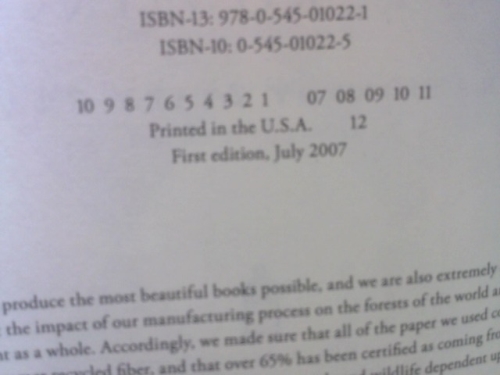 ISBN-13: 978-0-545-01022-1
ISBN-10: 0-545-01022-5
10 9 8 7 6 5 4 3 2 1 07 08 09 10 11
Printed in the U.S.A. 12
First edition, July 2007
produce the most beautiful books possible, and we are also extremely
the impact of our manufacturing process on the forests of the world
as a whole. Accordingly, we made sure that all of the paper we used
recycled fiber, and that over 65% has been certified as coming
wildlife dependent